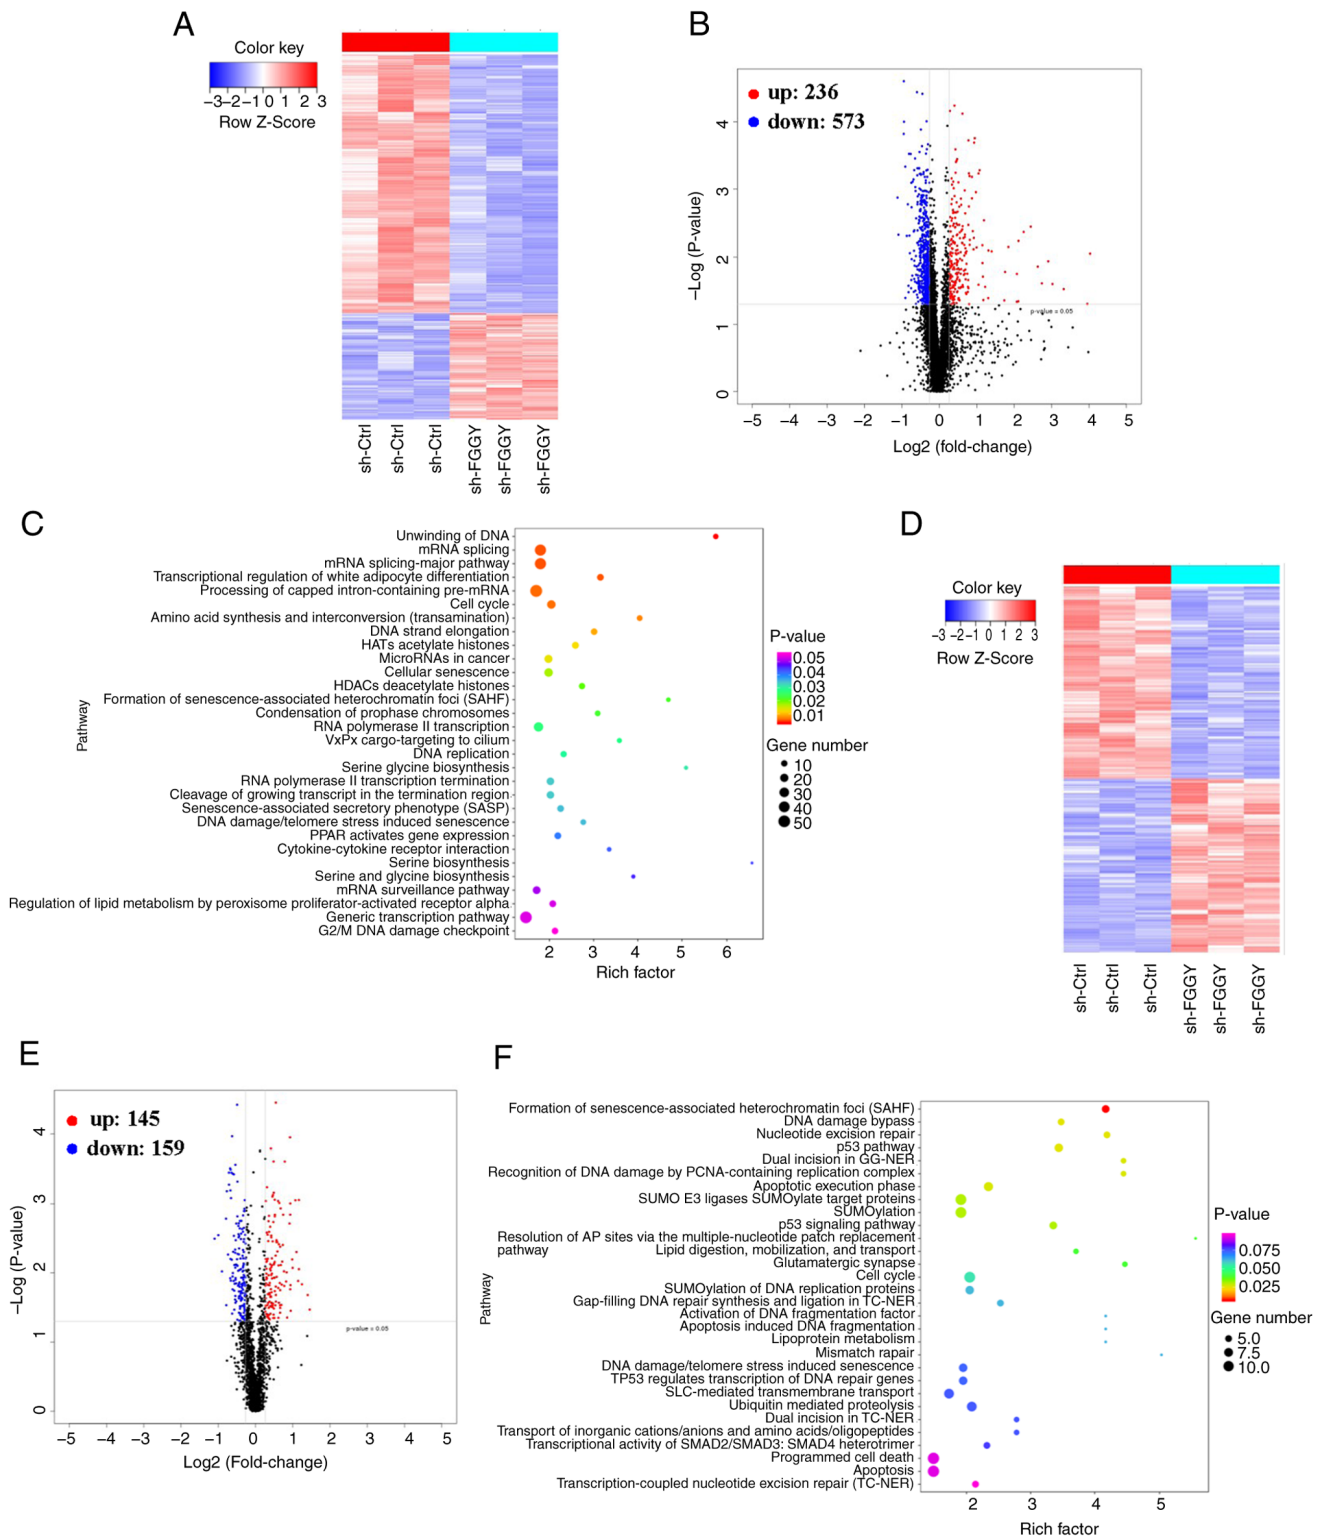 A
Color key
−3−2−1 0 1 2 3
Row Z-Score
sh-Ctrl
sh-Ctrl
sh-Ctrl
sh-FGGY
sh-FGGY
sh-FGGY
B
up: 236
down: 573
−Log (P-value)
4
3
2
1
0
p-value = 0.05
−5 −4 −3 −2 −1 0 1 2 3 4 5
Log2 (fold-change)
C
Pathway
Unwinding of DNA
mRNA splicing
mRNA splicing-major pathway
Transcriptional regulation of white adipocyte differentiation
Processing of capped intron-containing pre-mRNA
Cell cycle
Amino acid synthesis and interconversion (transamination)
DNA strand elongation
HATs acetylate histones
MicroRNAs in cancer
Cellular senescence
HDACs deacetylate histones
Formation of senescence-associated heterochromatin foci (SAHF)
Condensation of prophase chromosomes
RNA polymerase II transcription
VxPx cargo-targeting to cilium
DNA replication
Serine glycine biosynthesis
RNA polymerase II transcription termination
Cleavage of growing transcript in the termination region
Senescence-associated secretory phenotype (SASP)
DNA damage/telomere stress induced senescence
PPAR activates gene expression
Cytokine-cytokine receptor interaction
Serine biosynthesis
Serine and glycine biosynthesis
mRNA surveillance pathway
Regulation of lipid metabolism by peroxisome proliferator-activated receptor alpha
Generic transcription pathway
G2/M DNA damage checkpoint
2 3 4 5 6
Rich factor
P-value
0.05
0.04
0.03
0.02
0.01
Gene number
10
20
30
40
50
D
Color key
−3 −2 −1 0 1 2 3
Row Z-Score
sh-Ctrl
sh-Ctrl
sh-Ctrl
sh-FGGY
sh-FGGY
sh-FGGY
E
up: 145
down: 159
−Log (P-value)
4
3
2
1
0
p-value = 0.05
−5 −4 −3 −2 −1 0 1 2 3 4 5
Log2 (Fold-change)
F
Pathway
Formation of senescence-associated heterochromatin foci (SAHF)
DNA damage bypass
Nucleotide excision repair
p53 pathway
Dual incision in GG-NER
Recognition of DNA damage by PCNA-containing replication complex
Apoptotic execution phase
SUMO E3 ligases SUMOylate target proteins
SUMOylation
p53 signaling pathway
Resolution of AP sites via the multiple-nucleotide patch replacement
pathway
Lipid digestion, mobilization, and transport
Glutamatergic synapse
Cell cycle
SUMOylation of DNA replication proteins
Gap-filling DNA repair synthesis and ligation in TC-NER
Activation of DNA fragmentation factor
Apoptosis induced DNA fragmentation
Lipoprotein metabolism
Mismatch rapair
DNA damage/telomere stress induced senescence
TP53 regulates transcription of DNA repair genes
SLC-mediated transmembrane transport
Ubiquitin mediated proteolysis
Dual incision in TC-NER
Transport of inorganic cations/anions and amino acids/oligopeptides
Transcriptional activity of SMAD2/SMAD3: SMAD4 heterotrimer
Programmed cell death
Apoptosis
Transcription-coupled nucleotide excision repair (TC-NER)
2 3 4 5
Rich factor
P-value
0.075
0.050
0.025
Gene number
5.0
7.5
10.0